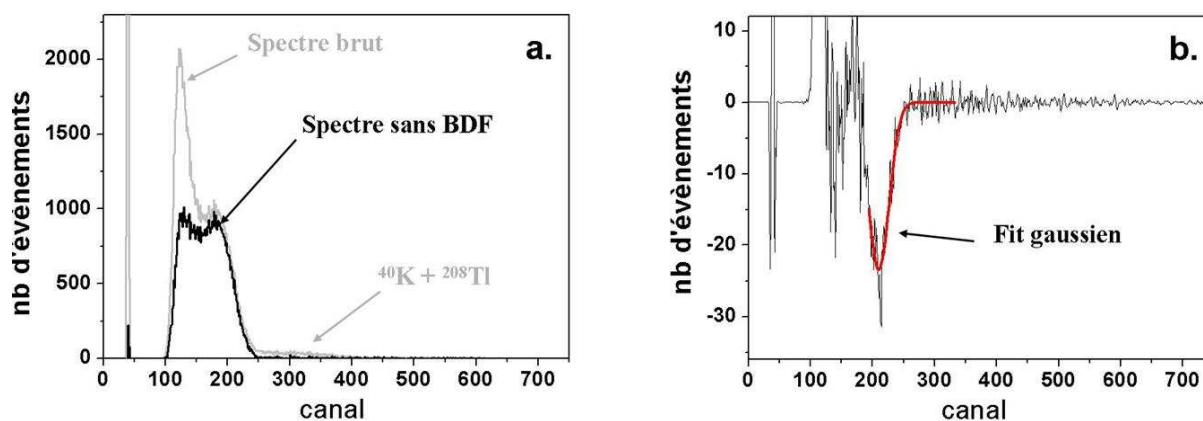 a.
Spectre brut
Spectre sans BDF
⁴⁰K + ²⁰⁸Tl
nb d'évènements
2000
1500
1000
500
0
0 100 200 300 400 500 600 700
canal
b.
Fit gaussien
nb d'évènements
10
0
-10
-20
-30
0 100 200 300 400 500 600 700
canal